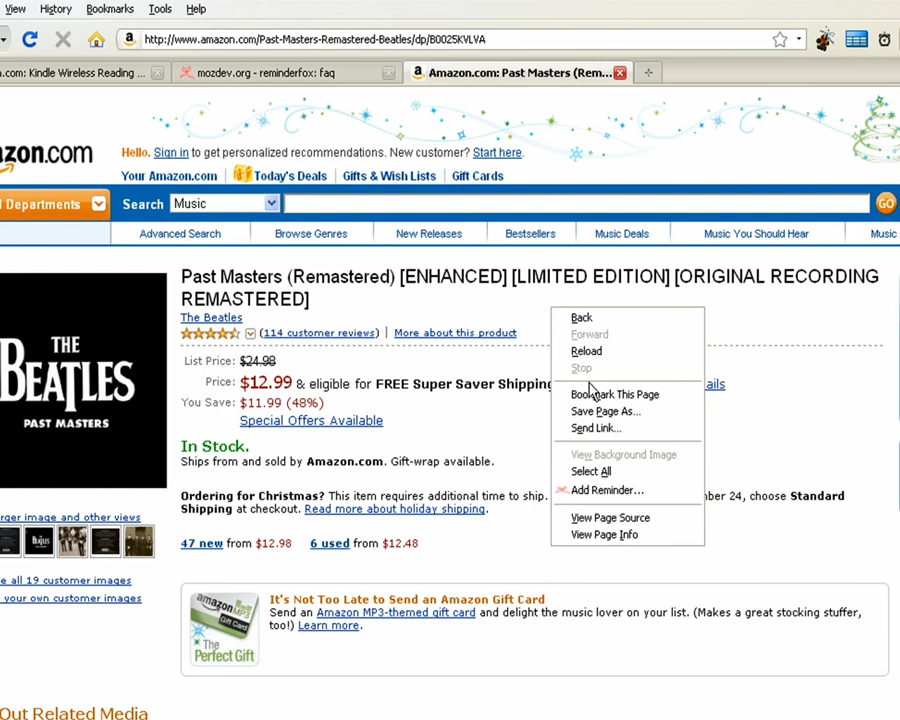 View History Bookmarks Tools Help
http://www.amazon.com/Past-Masters-Remastered-Beatles/dp/B0025KVLVA
.com: Kindle Wireless Reading ... mozdev.org - reminderfox: faq Amazon.com: Past Masters (Rem...
azon.com
Hello. Sign in to get personalized recommendations. New customer? Start here.
Your Amazon.com Today's Deals Gifts & Wish Lists Gift Cards
Departments Search Music GO
Advanced Search Browse Genres New Releases Bestsellers Music Deals Music You Should Hear Music
Past Masters (Remastered) [ENHANCED] [LIMITED EDITION] [ORIGINAL RECORDING
REMASTERED]
The Beatles
(114 customer reviews) | More about this product
List Price: $24.98
Price: $12.99 & eligible for FREE Super Saver Shipping
ails
You Save: $11.99 (48%)
Special Offers Available
In Stock.
Ships from and sold by Amazon.com. Gift-wrap available.
Ordering for Christmas? This item requires additional time to ship.
ber 24, choose Standard
Shipping at checkout. Read more about holiday shipping.
47 new from $12.98 6 used from $12.48
Back
Forward
Reload
Stop
Bookmark This Page
Save Page As...
Send Link...
View Background Image
Select All
Add Reminder...
View Page Source
View Page Info
THE
BEATLES
PAST MASTERS
rger image and other views
e all 19 customer images
your own customer images
amazonmp3
Gift Card
The
Perfect Gift
It's Not Too Late to Send an Amazon Gift Card
Send an Amazon MP3-themed gift card and delight the music lover on your list. (Makes a great stocking stuffer,
too!) Learn more.
Out Related Media